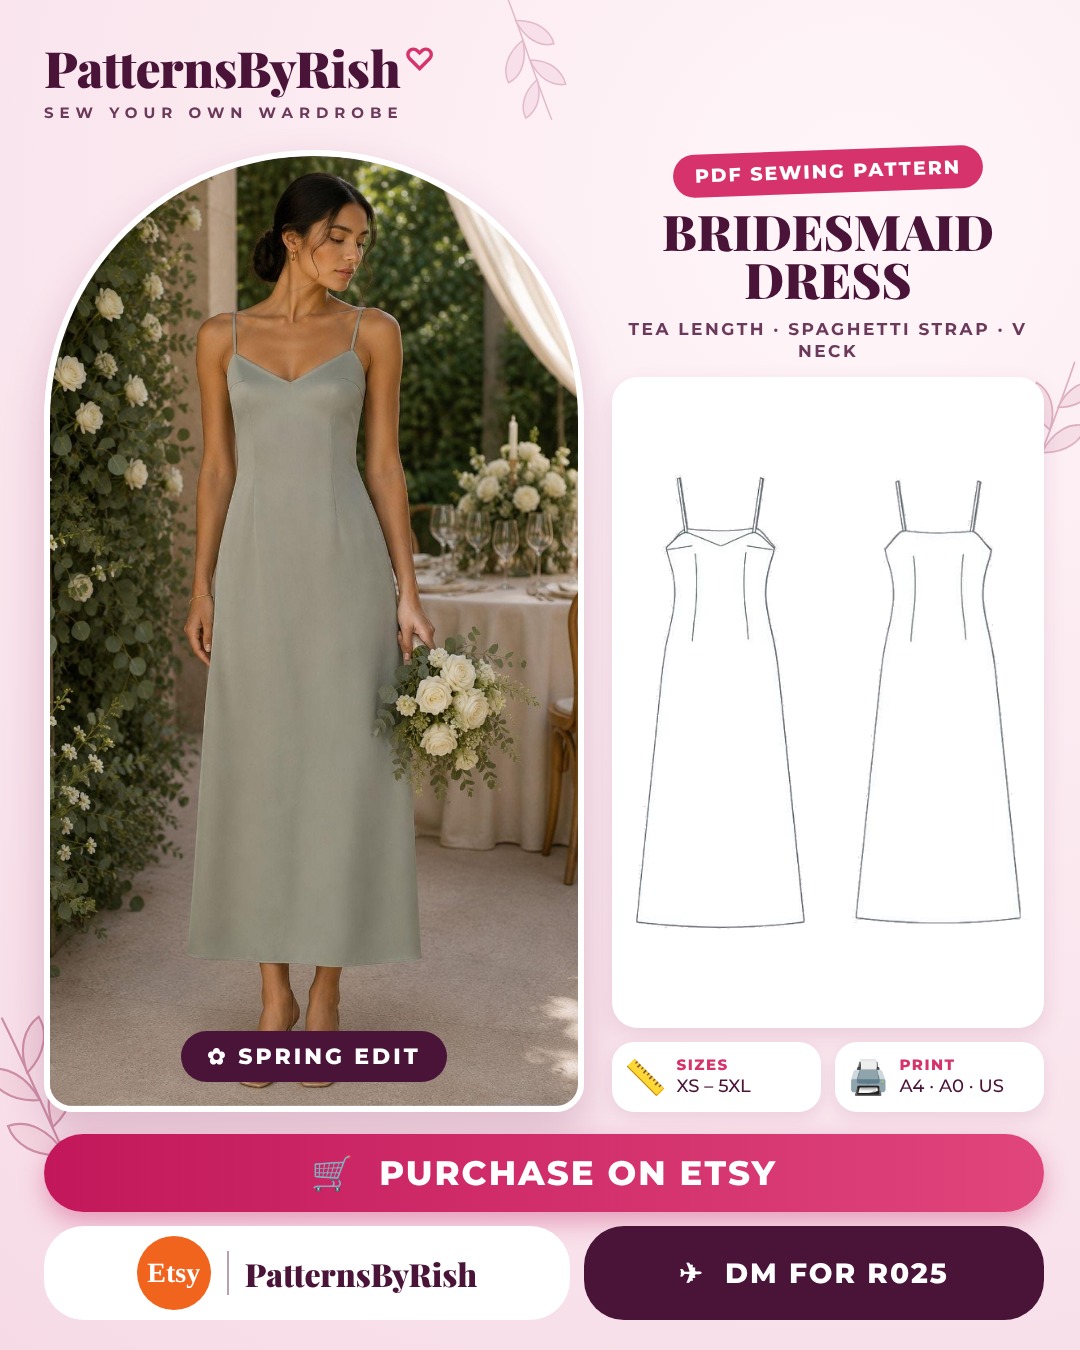 PatternsByRish
SEW YOUR OWN WARDROBE
PDF SEWING PATTERN
BRIDESMAID
DRESS
TEA LENGTH · SPAGHETTI STRAP · V
NECK
✿ SPRING EDIT
SIZES
XS – 5XL
PRINT
A4 · A0 · US
PURCHASE ON ETSY
Etsy
PatternsByRish
DM FOR R025